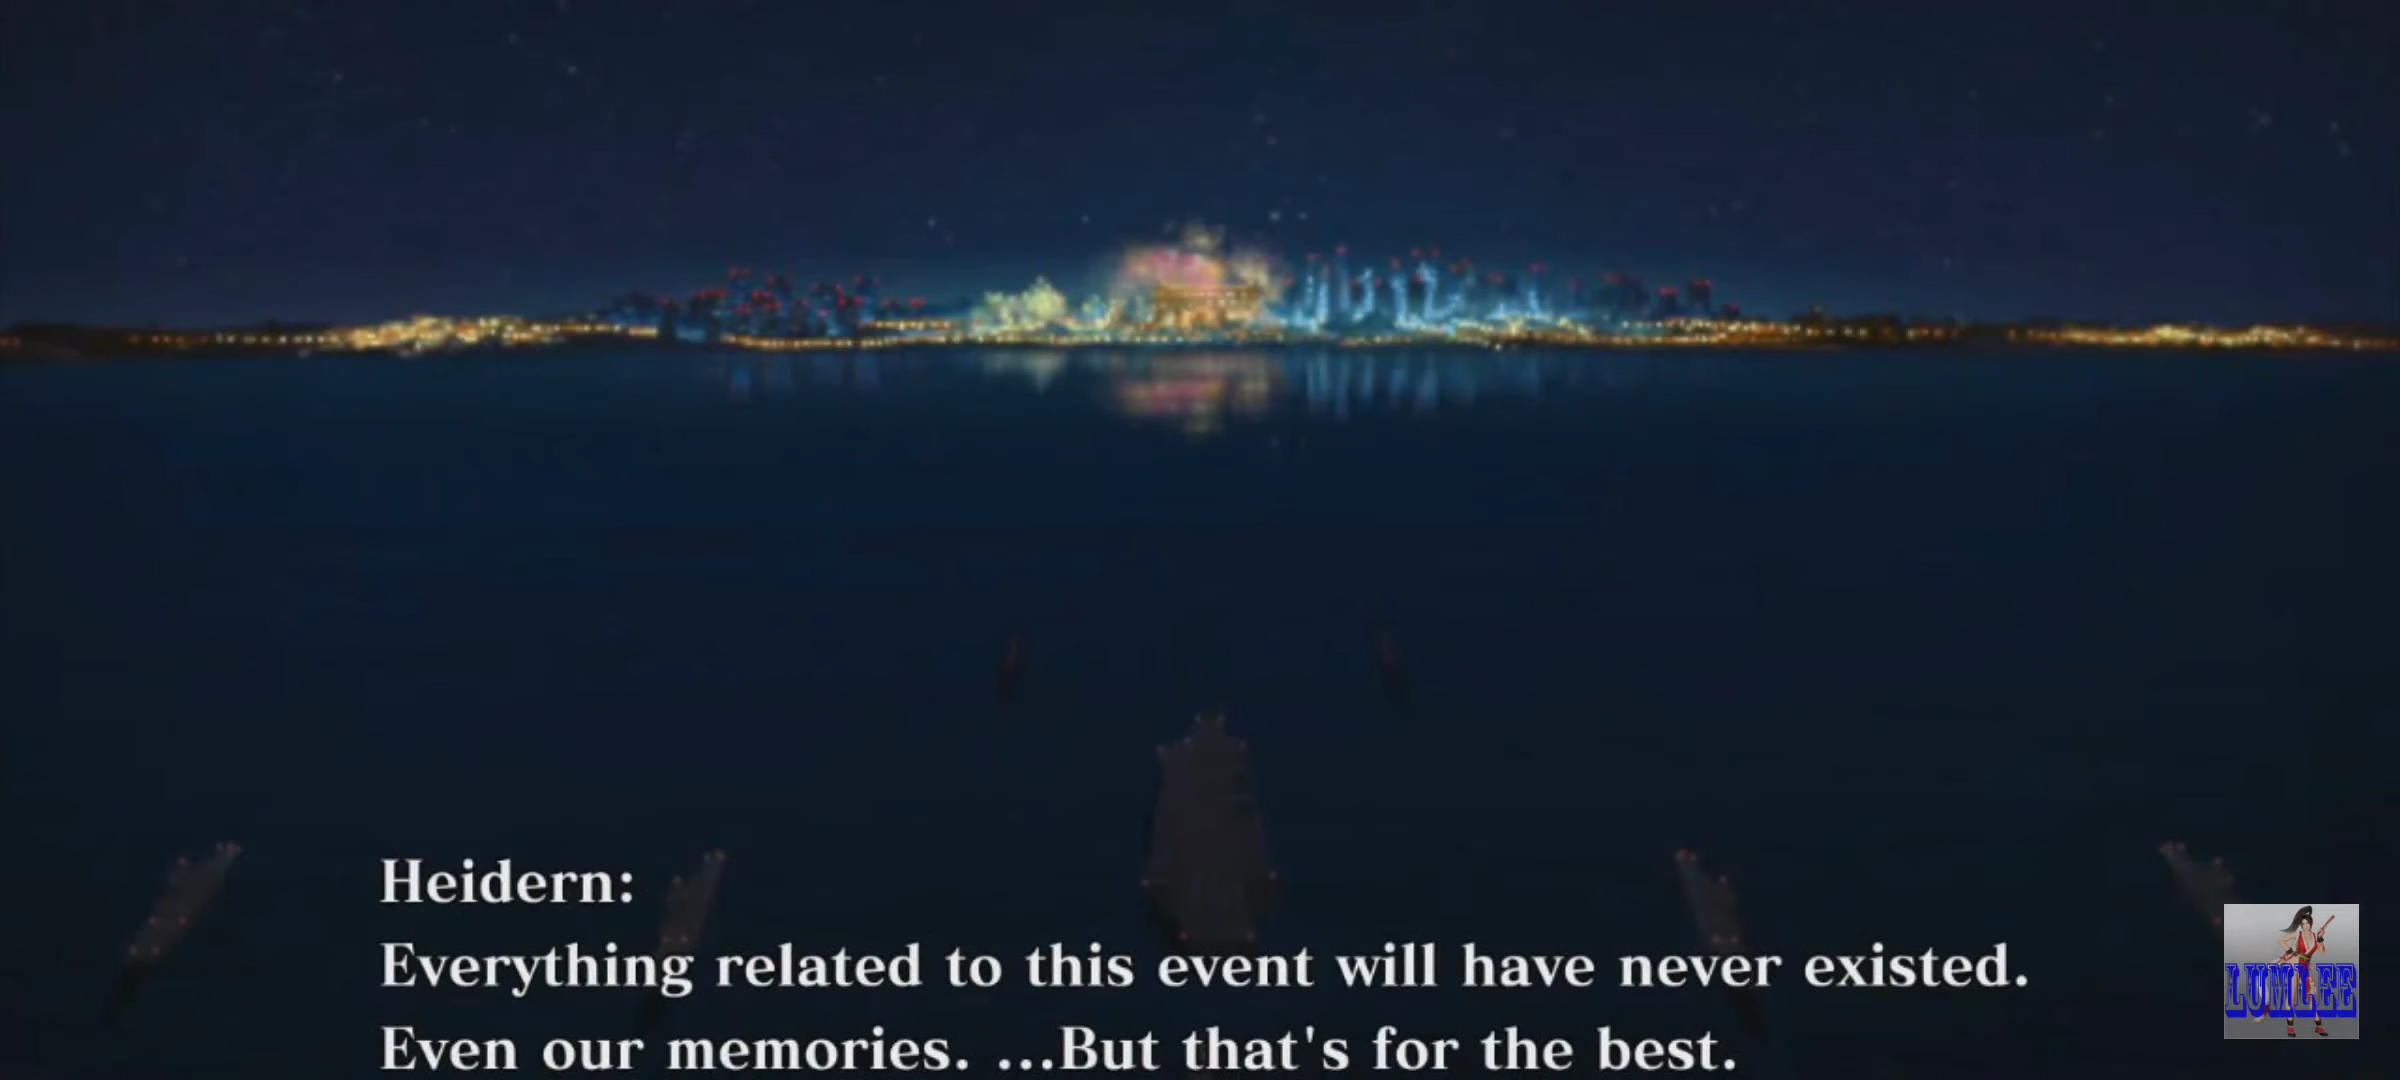 Heidern:
Everything related to this event will have never existed.
Even our memories. ...But that's for the best.
LUMLEE